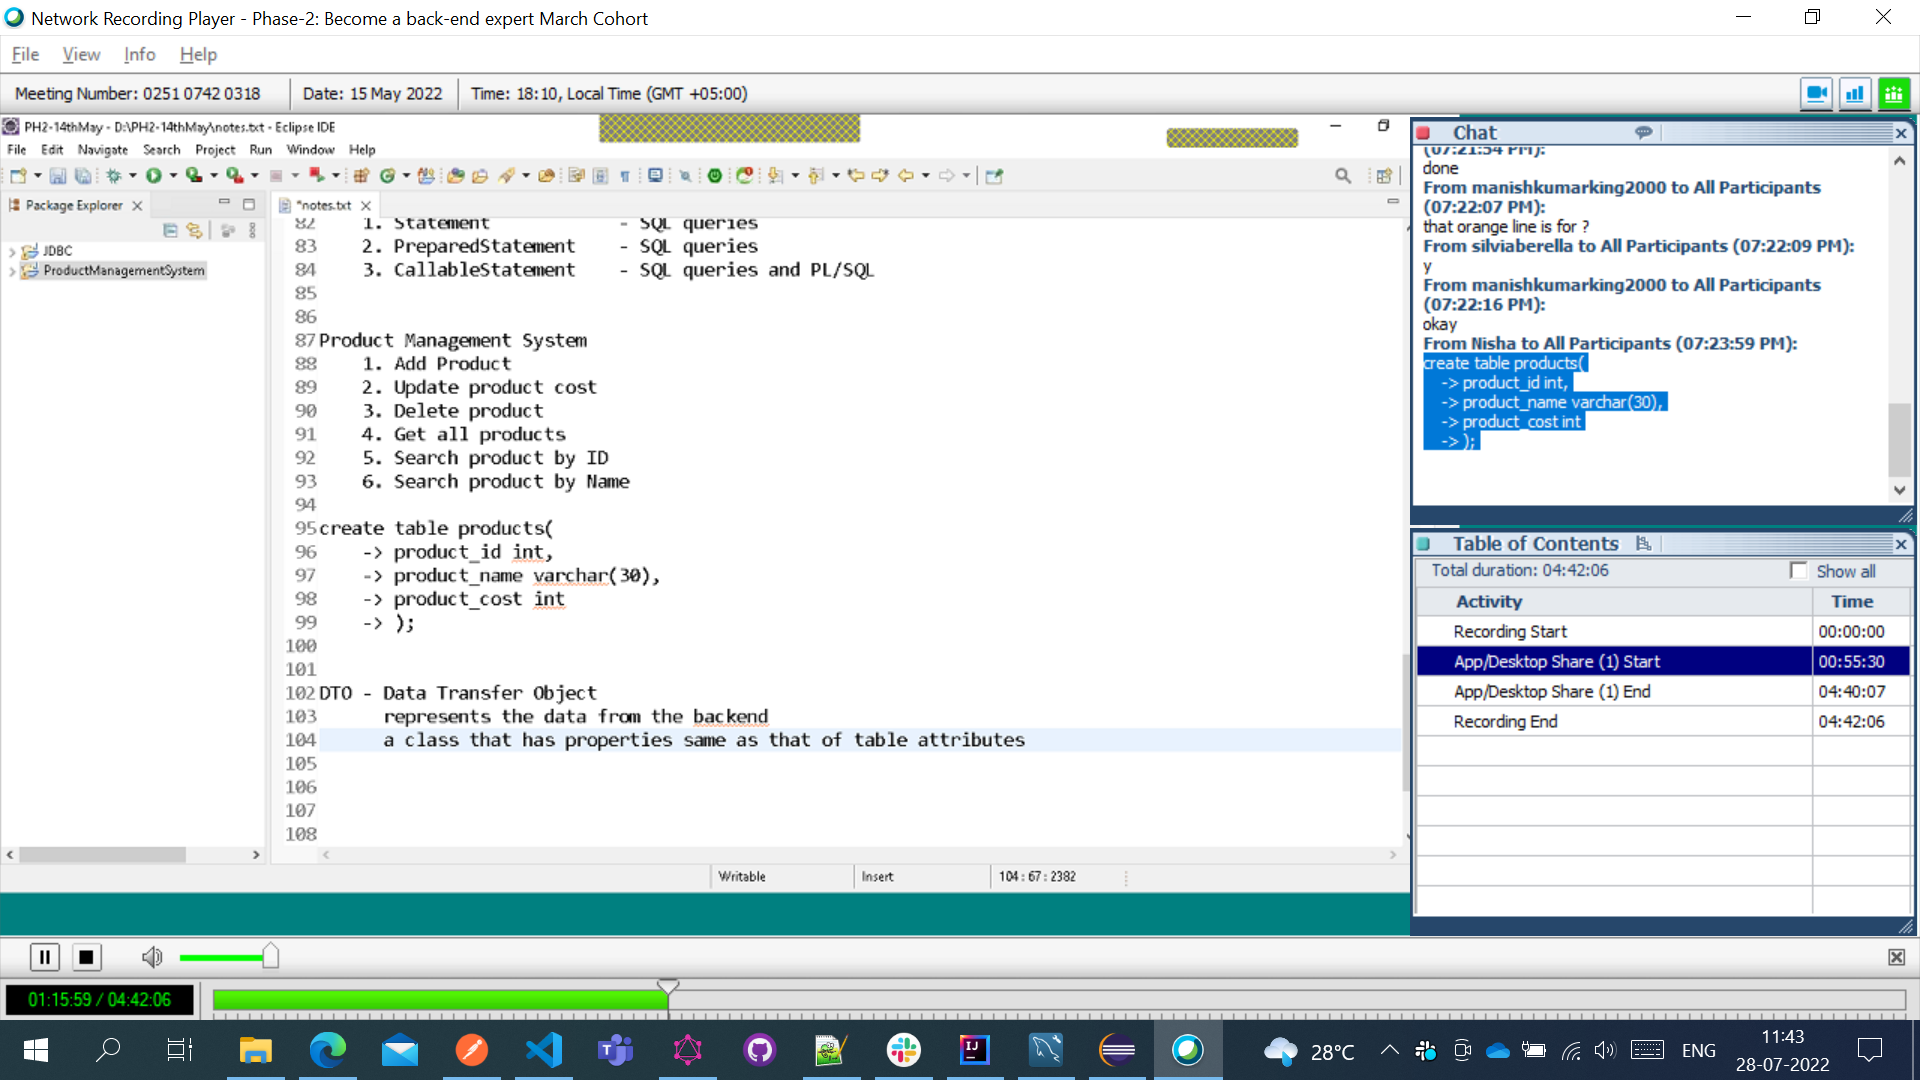 Network Recording Player - Phase-2: Become a back-end expert March Cohort
File View Info Help
Meeting Number: 0251 0742 0318 Date: 15 May 2022 Time: 18:10, Local Time (GMT +05:00)
PH2-14thMay - D:\PH2-14thMay\notes.txt - Eclipse IDE
File Edit Navigate Search Project Run Window Help
Package Explorer
JDBC
ProductManagementSystem
*notes.txt
82 1. Statement - SQL queries
83 2. PreparedStatement - SQL queries
84 3. CallableStatement - SQL queries and PL/SQL
85
86
87 Product Management System
88 1. Add Product
89 2. Update product cost
90 3. Delete product
91 4. Get all products
92 5. Search product by ID
93 6. Search product by Name
94
95 create table products(
96 -> product_id int,
97 -> product_name varchar(30),
98 -> product_cost int
99 -> );
100
101
102 DTO - Data Transfer Object
103 represents the data from the backend
104 a class that has properties same as that of table attributes
105
106
107
108
Writable Insert 104 : 67 : 2382
Chat
(07:21:54 PM):
done
From manishkumarking2000 to All Participants
(07:22:07 PM):
that orange line is for ?
From silviaberella to All Participants (07:22:09 PM):
y
From manishkumarking2000 to All Participants
(07:22:16 PM):
okay
From Nisha to All Participants (07:23:59 PM):
create table products(
-> product_id int,
-> product_name varchar(30),
-> product_cost int
-> );
Table of Contents
Total duration: 04:42:06 Show all
Activity Time
Recording Start 00:00:00
App/Desktop Share (1) Start 00:55:30
App/Desktop Share (1) End 04:40:07
Recording End 04:42:06
01:15:59 / 04:42:06
28°C
ENG
11:43
28-07-2022